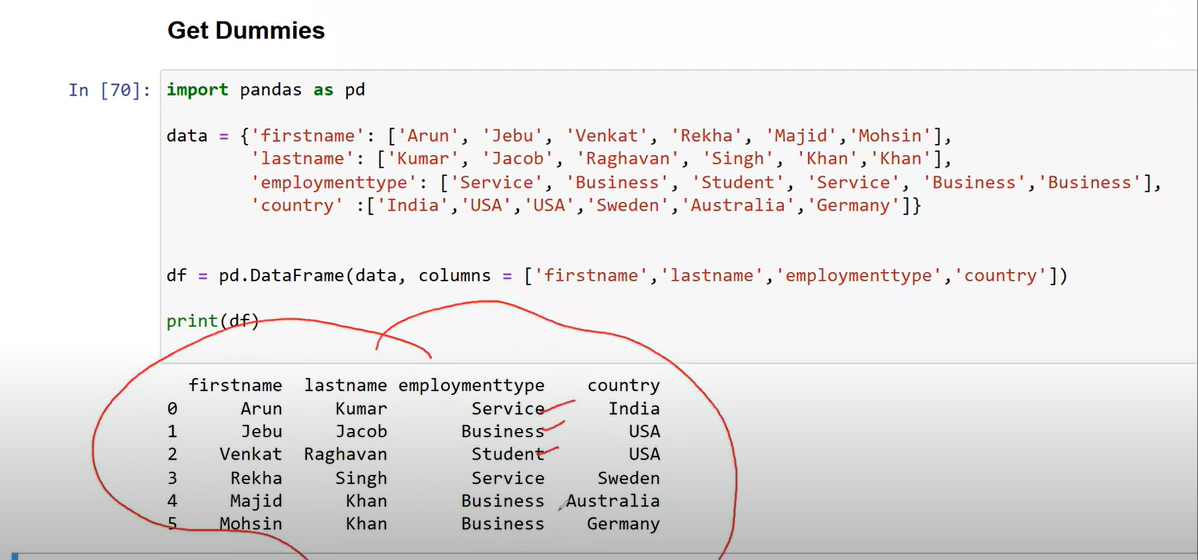 Get Dummies
In [70]: import pandas as pd
data = {'firstname': ['Arun', 'Jebu', 'Venkat', 'Rekha', 'Majid','Mohsin'],
'lastname': ['Kumar', 'Jacob', 'Raghavan', 'Singh', 'Khan','Khan'],
'employmenttype': ['Service', 'Business', 'Student', 'Service', 'Business','Business'],
'country' :['India','USA','USA','Sweden','Australia','Germany']}
df = pd.DataFrame(data, columns = ['firstname','lastname','employmenttype','country'])
print(df)
firstname lastname employmenttype country
0 Arun Kumar Service India
1 Jebu Jacob Business USA
2 Venkat Raghavan Student USA
3 Rekha Singh Service Sweden
4 Majid Khan Business Australia
5 Mohsin Khan Business Germany